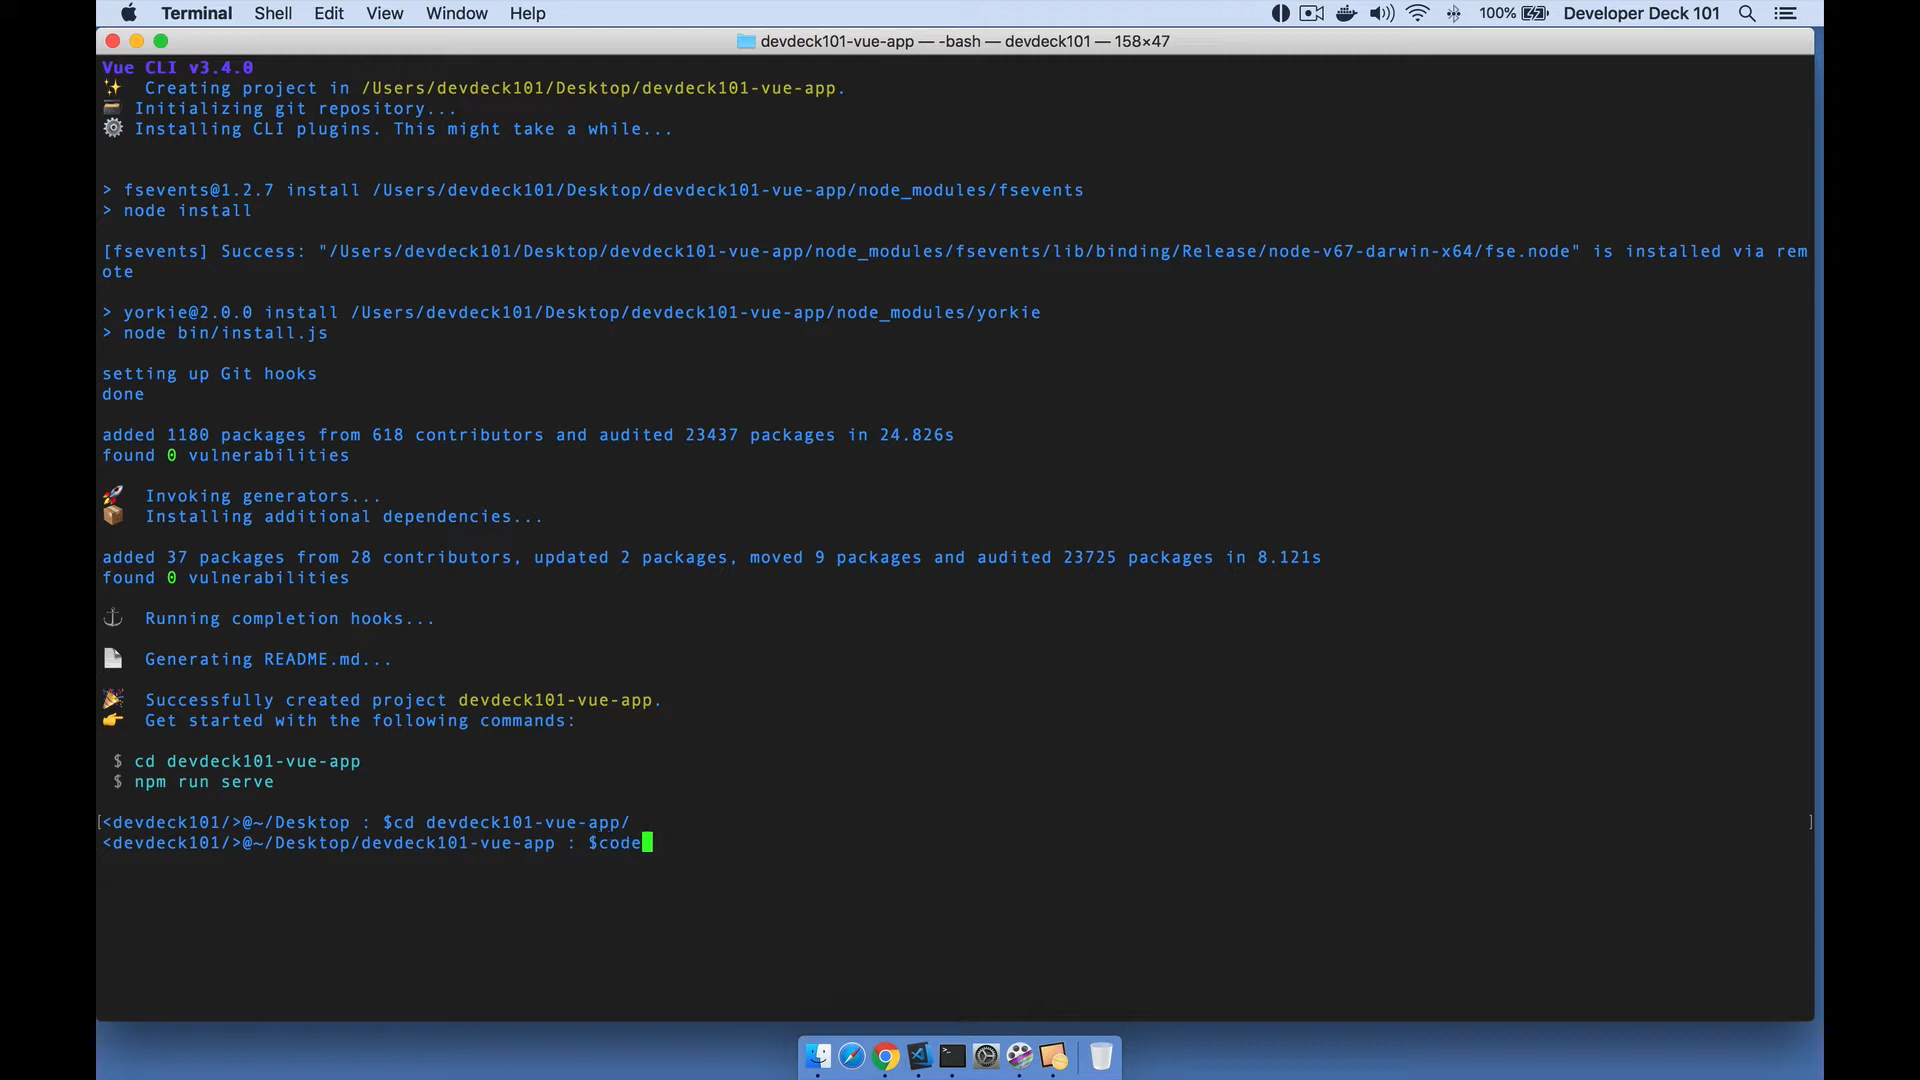 Terminal Shell Edit View Window Help 100% Developer Deck 101
devdeck101-vue-app — -bash — devdeck101 — 158×47
Vue CLI v3.4.0
Creating project in /Users/devdeck101/Desktop/devdeck101-vue-app.
Initializing git repository...
Installing CLI plugins. This might take a while...
> fsevents@1.2.7 install /Users/devdeck101/Desktop/devdeck101-vue-app/node_modules/fsevents
> node install
[fsevents] Success: "/Users/devdeck101/Desktop/devdeck101-vue-app/node_modules/fsevents/lib/binding/Release/node-v67-darwin-x64/fse.node" is installed via rem
ote
> yorkie@2.0.0 install /Users/devdeck101/Desktop/devdeck101-vue-app/node_modules/yorkie
> node bin/install.js
setting up Git hooks
done
added 1180 packages from 618 contributors and audited 23437 packages in 24.826s
found 0 vulnerabilities
Invoking generators...
Installing additional dependencies...
added 37 packages from 28 contributors, updated 2 packages, moved 9 packages and audited 23725 packages in 8.121s
found 0 vulnerabilities
Running completion hooks...
Generating README.md...
Successfully created project devdeck101-vue-app.
Get started with the following commands:
$ cd devdeck101-vue-app
$ npm run serve
[<devdeck101/>@~/Desktop : $cd devdeck101-vue-app/ ]
<devdeck101/>@~/Desktop/devdeck101-vue-app : $code